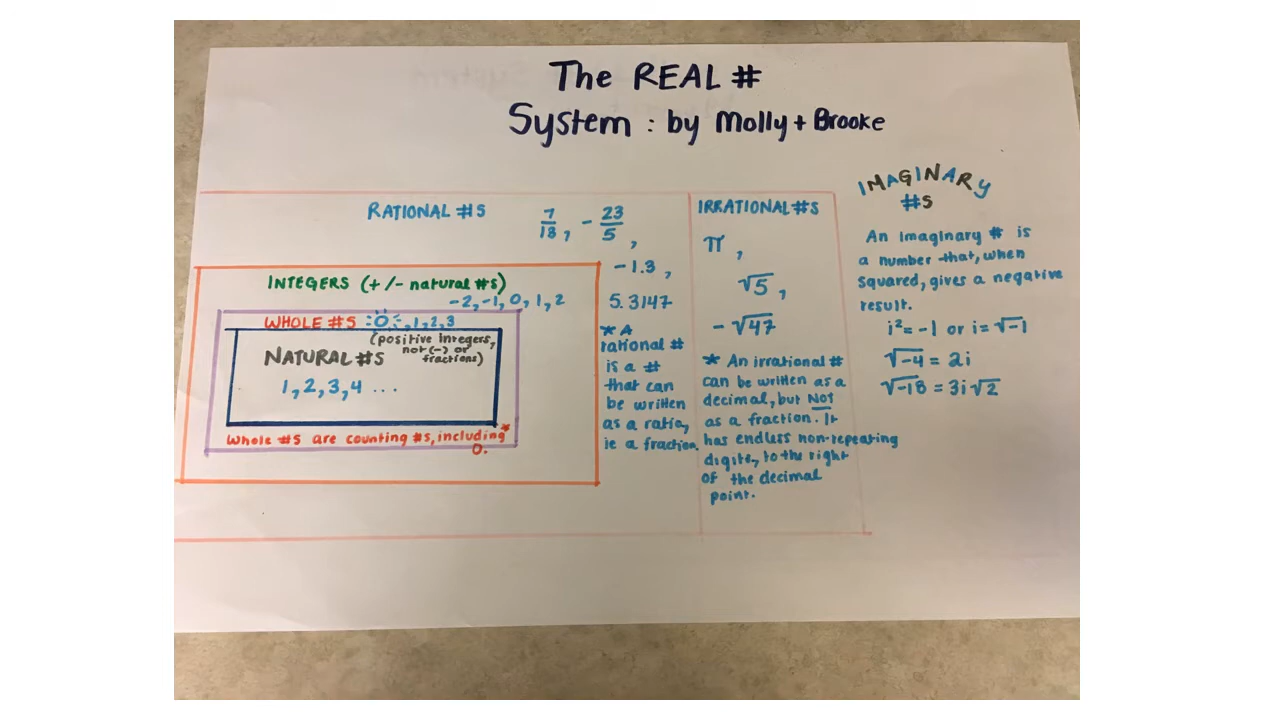 The REAL #
System : by Molly + Brooke
RATIONAL #S
7/18, - 23/5,
-1.3,
5.3147
* A
rational #
is a #
that can
be written
as a ratio,
ie a fraction.
INTEGERS (+/- natural #s)
-2, -1, 0, 1, 2
WHOLE #S 0, 1, 2, 3
(positive integers,
not (-) or
fractions)
NATURAL #S
1, 2, 3, 4 ...
Whole #s are counting #s, including *
0.
IRRATIONAL #S
π,
√5,
-√47
* An irrational #
can be written as a
decimal, but NOT
as a fraction. It
has endless non-repeating
digits, to the right
of the decimal
point.
IMAGINARY
#S
An imaginary # is
a number that, when
squared, gives a negative
result.
i² = -1 or i = √-1
√-4 = 2i
√-18 = 3i√2